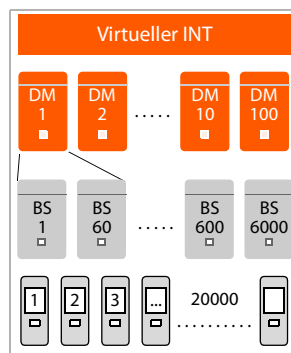 Virtueller INT
DM DM DM DM
1 2 ..... 10 100
BS BS BS BS
1 60 ..... 600 6000
1 2 3 ... 20000
..........